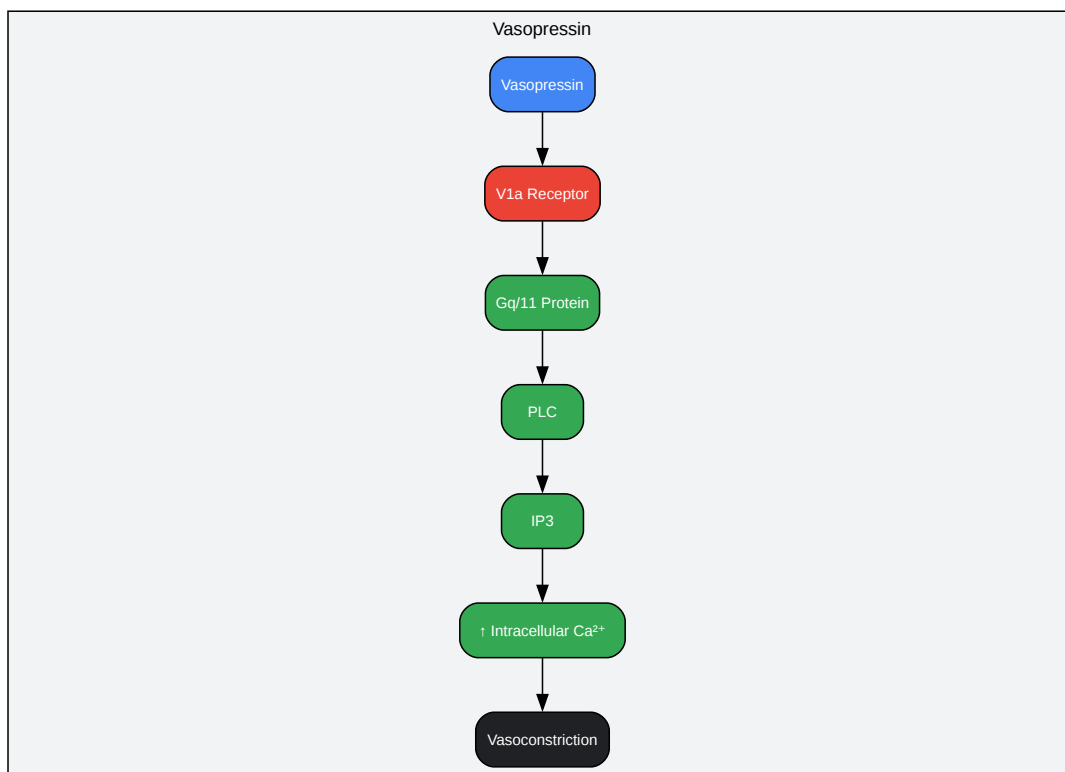 Vasopressin
Vasopressin
V1a Receptor
Gq/11 Protein
PLC
IP3
↑ Intracellular Ca²⁺
Vasoconstriction